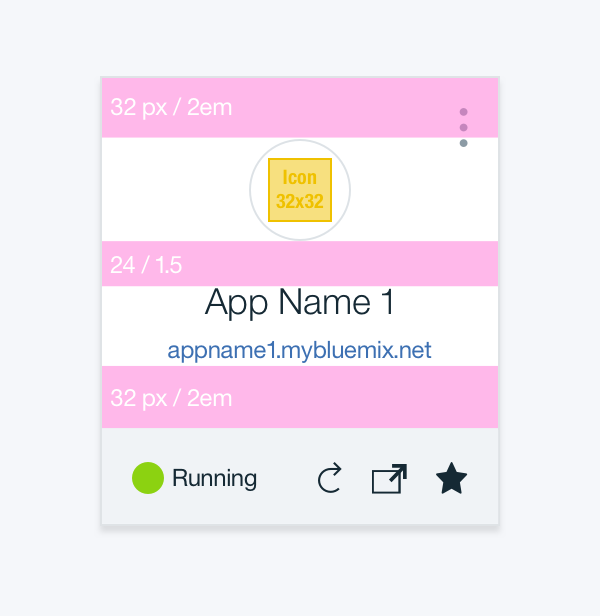 32 px / 2em
Icon
32x32
24 / 1.5
App Name 1
appname1.mybluemix.net
32 px / 2em
Running